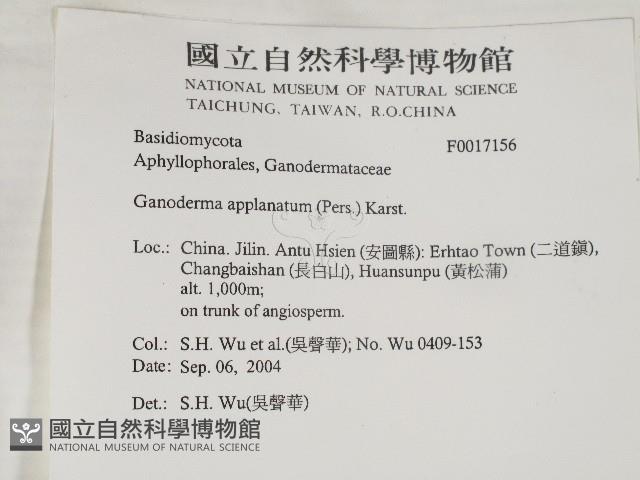 國立自然科學博物館
NATIONAL MUSEUM OF NATURAL SCIENCE
TAICHUNG, TAIWAN, R.O.CHINA
Basidiomycota F0017156
Aphyllophorales, Ganodermataceae
Ganoderma applanatum (Pers.) Karst.
Loc.: China. Jilin. Antu Hsien (安圖縣): Erhtao Town (二道鎮),
Changbaishan (長白山), Huansunpu (黃松蒲)
alt. 1,000m;
on trunk of angiosperm.
Col.: S.H. Wu et al.(吳聲華); No. Wu 0409-153
Date: Sep. 06, 2004
Det.: S.H. Wu(吳聲華)
國立自然科學博物館
NATIONAL MUSEUM OF NATURAL SCIENCE